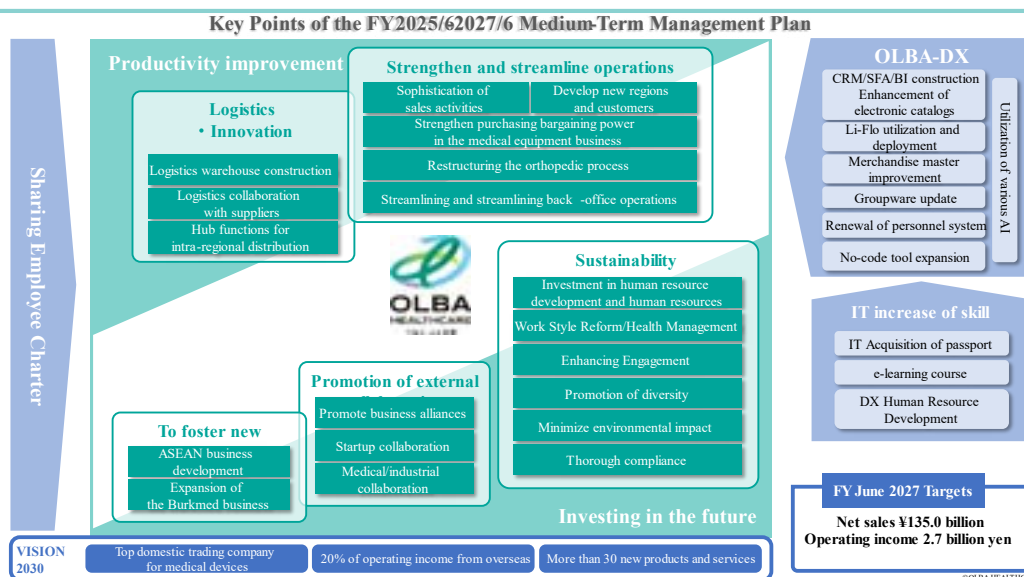 Key Points of the FY2025/62027/6 Medium-Term Management Plan
Sharing Employee Charter
Productivity improvement
Logistics
・Innovation
Logistics warehouse construction
Logistics collaboration
with suppliers
Hub functions for
intra-regional distribution
Strengthen and streamline operations
Sophistication of
sales activities
Develop new regions
and customers
Strengthen purchasing bargaining power
in the medical equipment business
Restructuring the orthopedic process
Streamlining and streamlining back -office operations
OLBA
HEALTHCARE
Sustainability
Investment in human resource
development and human resources
Work Style Reform/Health Management
Enhancing Engagement
Promotion of diversity
Minimize environmental impact
Thorough compliance
Promotion of external
Promote business alliances
Startup collaboration
Medical/industrial
collaboration
To foster new
ASEAN business
development
Expansion of
the Burkmed business
Investing in the future
OLBA-DX
CRM/SFA/BI construction
Enhancement of
electronic catalogs
Li-Flo utilization and
deployment
Merchandise master
improvement
Groupware update
Renewal of personnel system
No-code tool expansion
Utilization of various AI
IT increase of skill
IT Acquisition of passport
e-learning course
DX Human Resource
Development
FY June 2027 Targets
Net sales ¥135.0 billion
Operating income 2.7 billion yen
VISION
2030
Top domestic trading company
for medical devices
20% of operating income from overseas
More than 30 new products and services